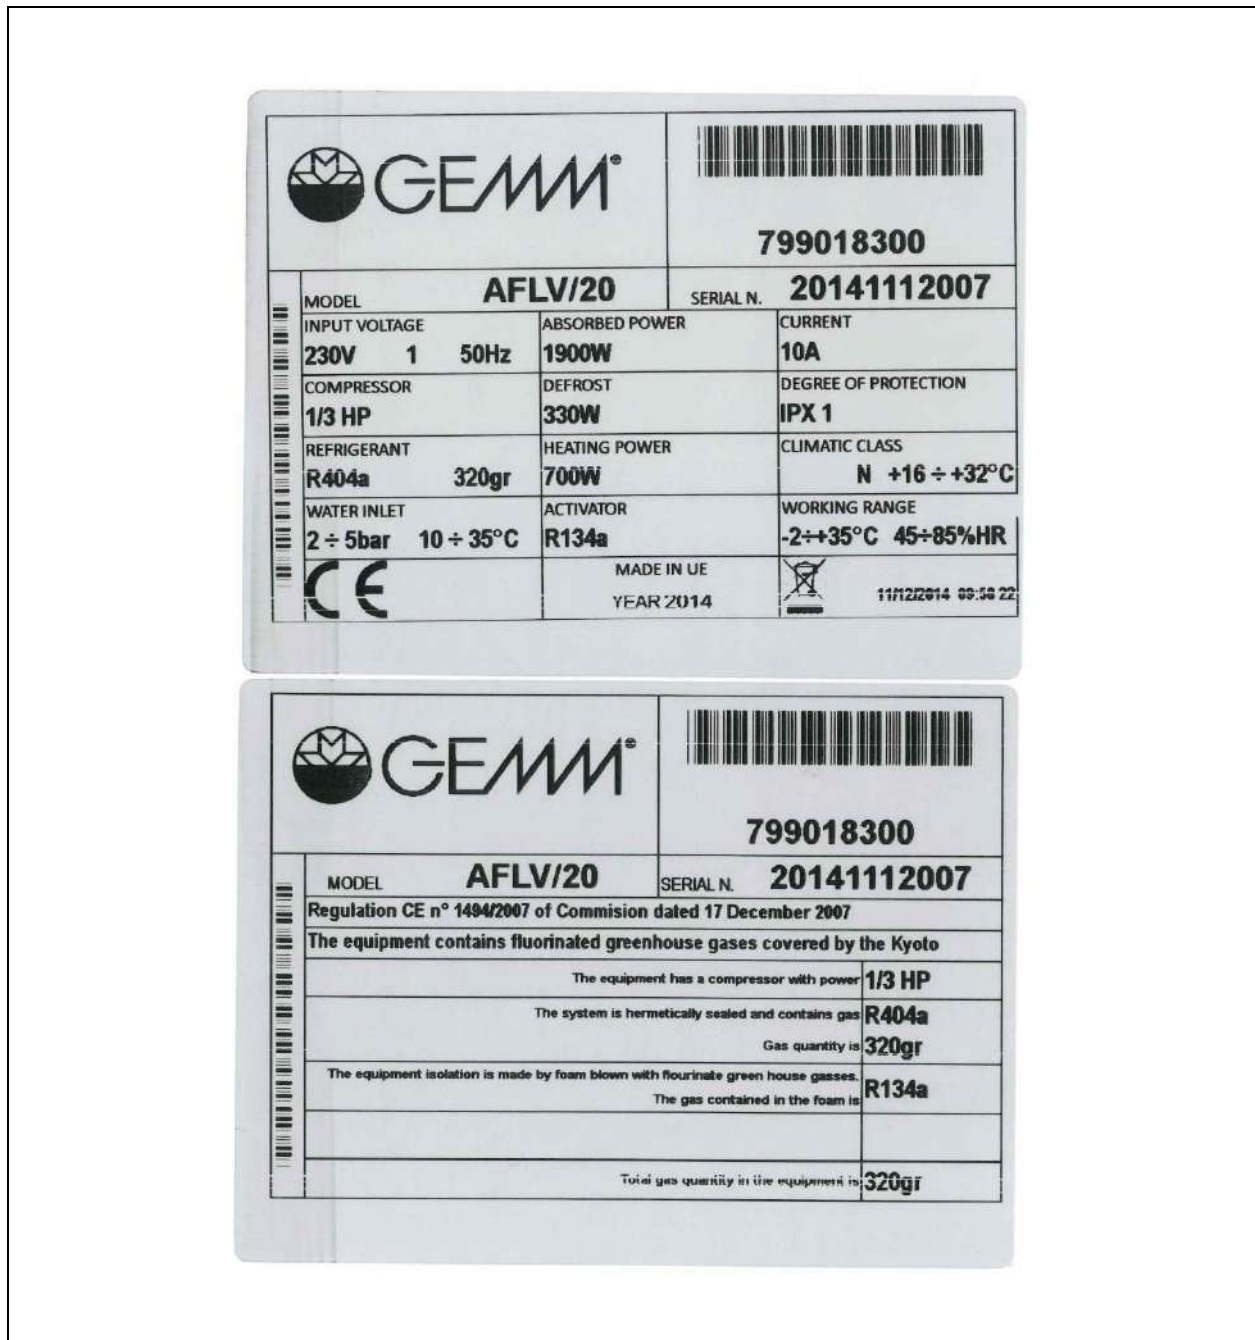 GEMM®
799018300
MODEL AFLV/20 SERIAL N. 20141112007
INPUT VOLTAGE ABSORBED POWER CURRENT
230V 1 50Hz 1900W 10A
COMPRESSOR DEFROST DEGREE OF PROTECTION
1/3 HP 330W IPX 1
REFRIGERANT HEATING POWER CLIMATIC CLASS
R404a 320gr 700W N +16 ÷ +32°C
WATER INLET ACTIVATOR WORKING RANGE
2 ÷ 5bar 10 ÷ 35°C R134a -2÷+35°C 45÷85%HR
CE MADE IN UE
YEAR 2014 11/12/2014 09:58 22
GEMM®
799018300
MODEL AFLV/20 SERIAL N. 20141112007
Regulation CE n° 1494/2007 of Commision dated 17 December 2007
The equipment contains fluorinated greenhouse gases covered by the Kyoto
The equipment has a compressor with power 1/3 HP
The system is hermetically sealed and contains gas R404a
Gas quantity is 320gr
The equipment isolation is made by foam blown with flourinate green house gasses.
The gas contained in the foam is R134a
Total gas quantity in the equipment is 320gr